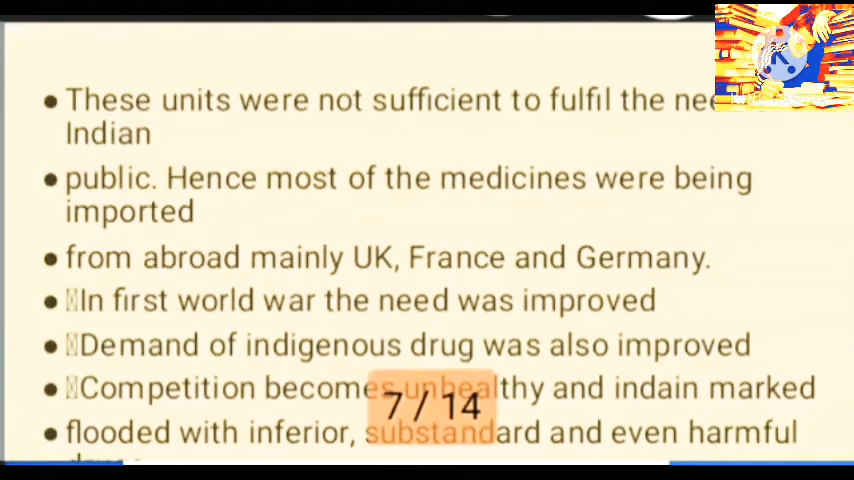 ● These units were not sufficient to fulfil the
Indian
● public. Hence most of the medicines were being
imported
● from abroad mainly UK, France and Germany.
● In first world war the need was improved
● Demand of indigenous drug was also improved
● Competition becomes unhealthy and indain marked
7 / 14
● flooded with inferior, substandard and even harmful